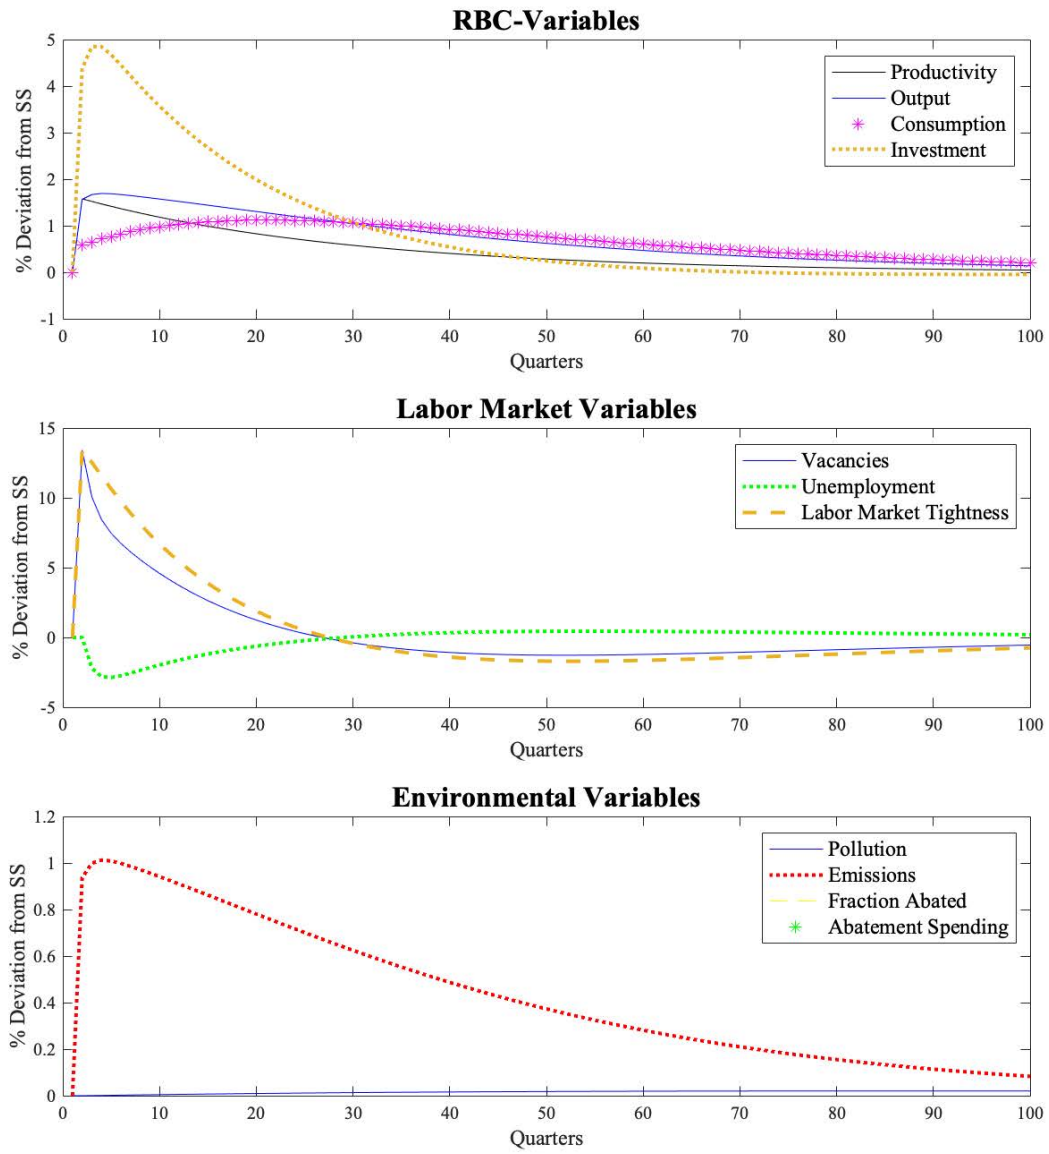 RBC-Variables
5
4
3
2
1
0
-1
% Deviation from SS
Productivity
Output
Consumption
Investment
0 10 20 30 40 50 60 70 80 90 100
Quarters
Labor Market Variables
15
10
5
0
-5
% Deviation from SS
Vacancies
Unemployment
Labor Market Tightness
0 10 20 30 40 50 60 70 80 90 100
Quarters
Environmental Variables
1.2
1
0.8
0.6
0.4
0.2
0
% Deviation from SS
Pollution
Emissions
Fraction Abated
Abatement Spending
0 10 20 30 40 50 60 70 80 90 100
Quarters